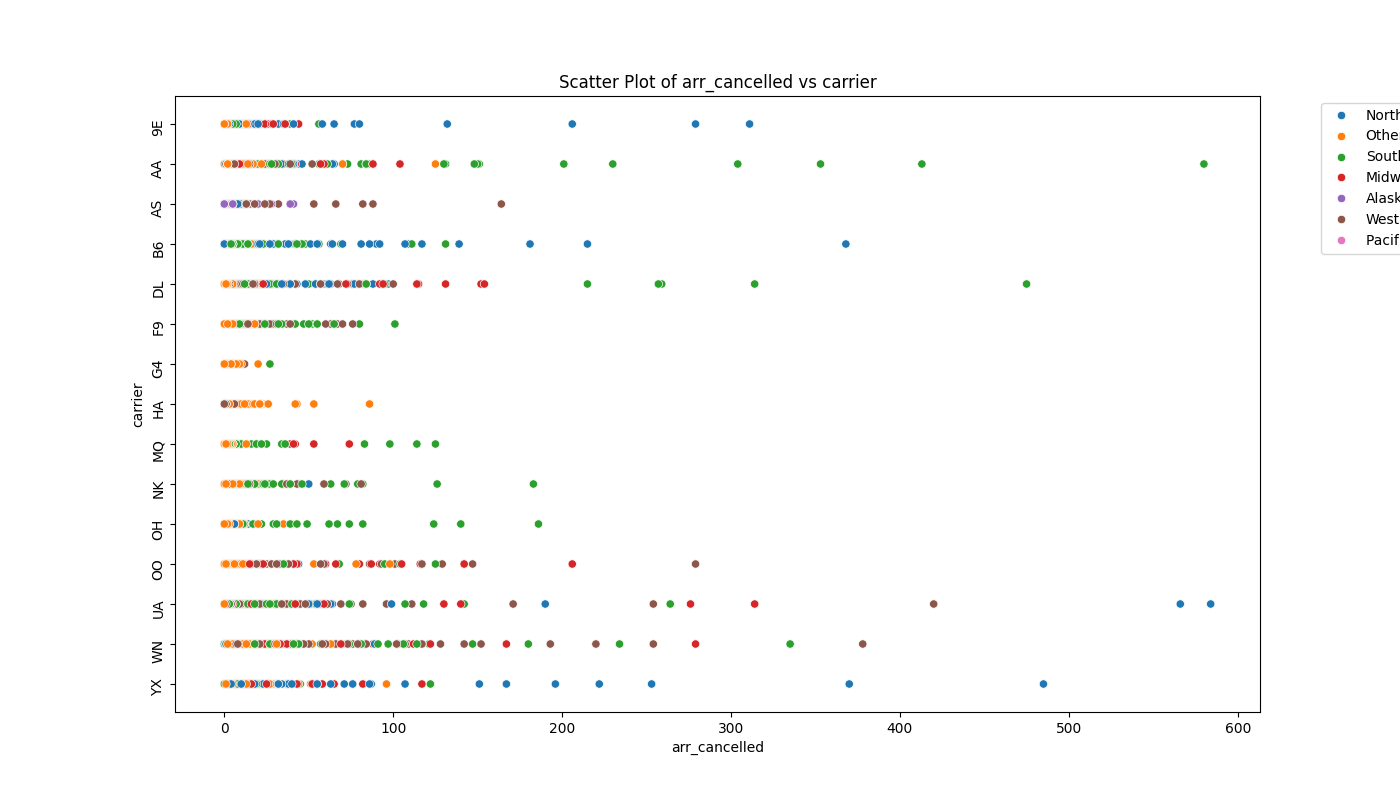 Scatter Plot of arr_cancelled vs carrier
carrier
9E
AA
AS
B6
DL
F9
G4
HA
MQ
NK
OH
OO
UA
WN
YX
0 100 200 300 400 500 600
arr_cancelled
North
Othe
South
Midw
Alask
West
Pacif